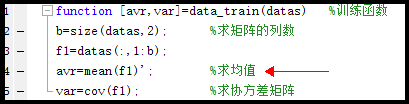 1 function [avr,var]=data_train(datas) %训练函数
2 - b=size(datas,2); %求矩阵的列数
3 - f1=datas(:,1:b);
4 - avr=mean(f1)'; %求均值
5 - var=cov(f1); %求协方差矩阵